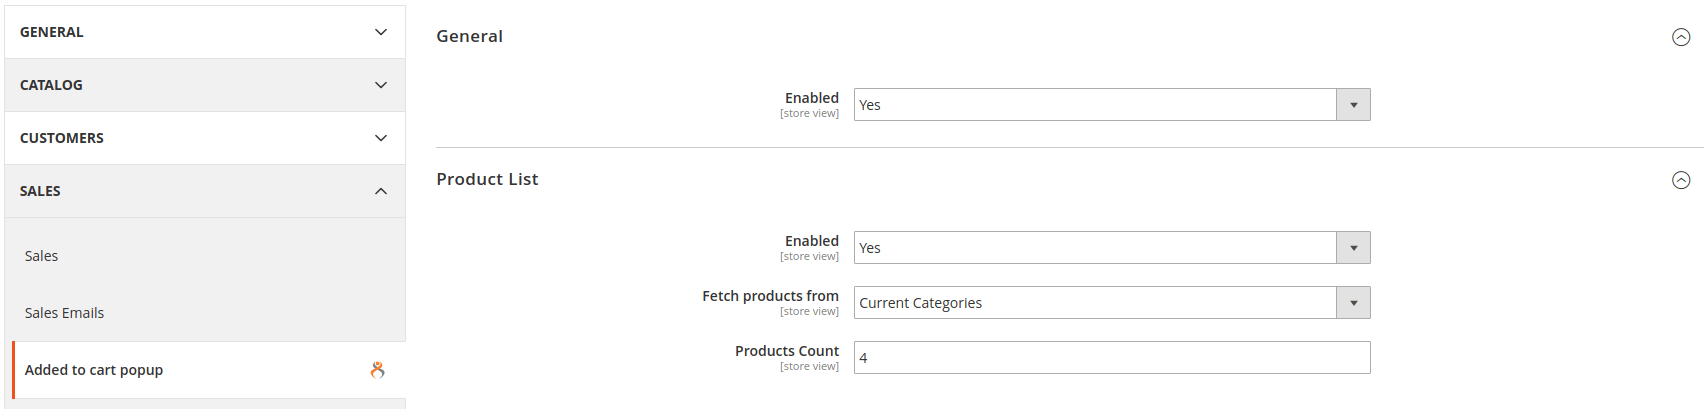 GENERAL
CATALOG
CUSTOMERS
SALES
Sales
Sales Emails
Added to cart popup
General
Enabled
[store view]
Yes
Product List
Enabled
[store view]
Yes
Fetch products from
[store view]
Current Categories
Products Count
[store view]
4